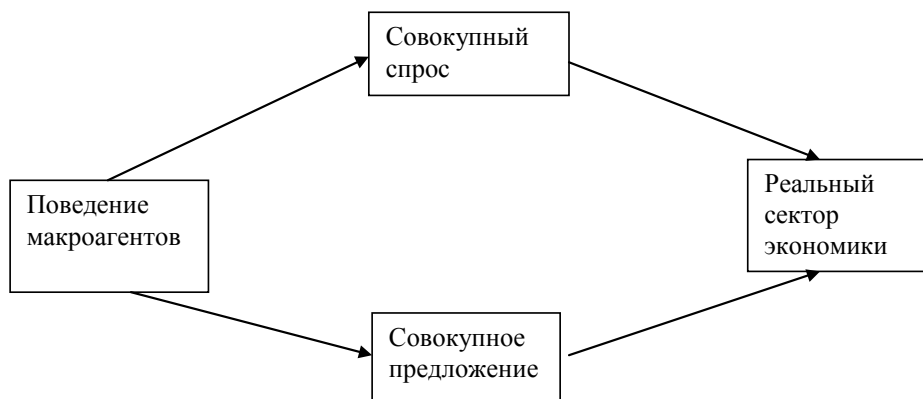 Совокупный
спрос
Поведение
макроагентов
Реальный
сектор
экономики
Совокупное
предложение